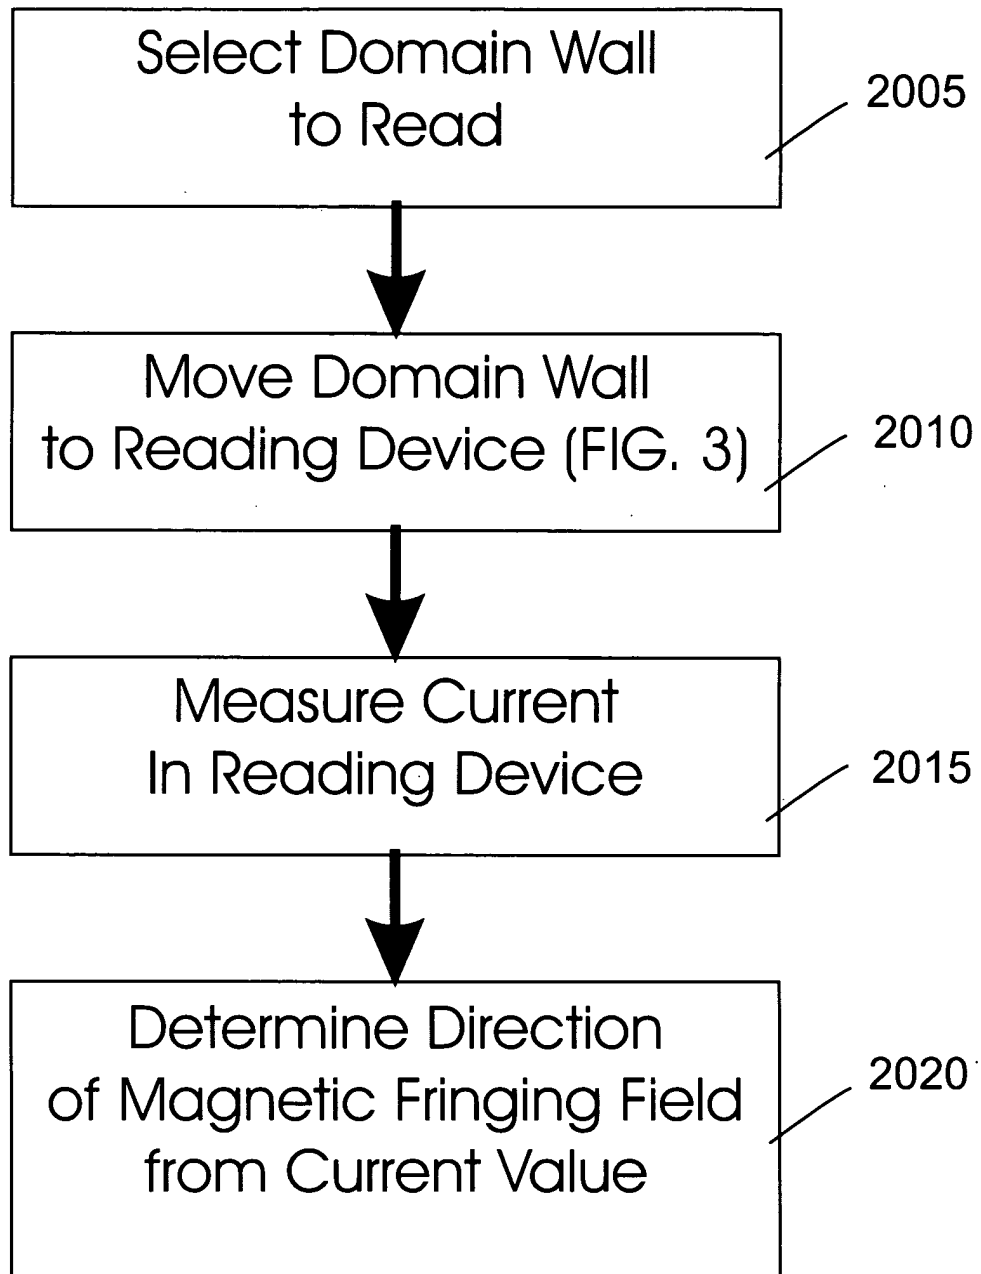 Select Domain Wall
to Read
2005
Move Domain Wall
to Reading Device (FIG. 3)
2010
Measure Current
In Reading Device
2015
Determine Direction
of Magnetic Fringing Field
from Current Value
2020